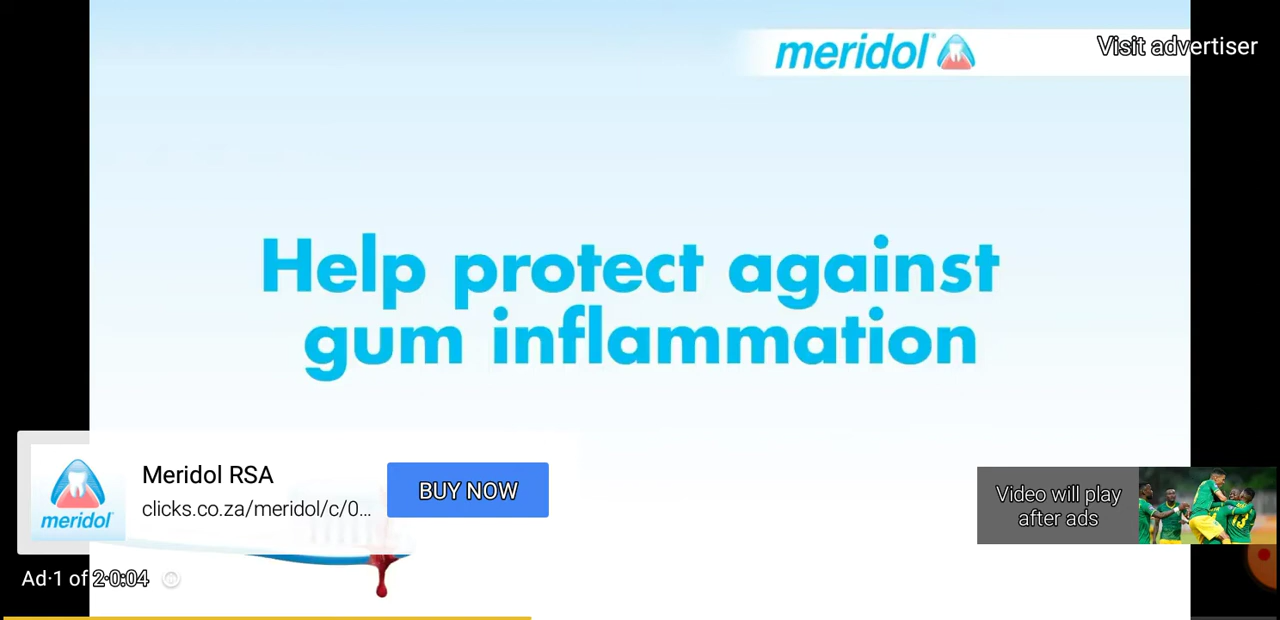 meridol®
Visit advertiser
Help protect against
gum inflammation
Meridol RSA
clicks.co.za/meridol/c/0...
BUY NOW
meridol®
Video will play
after ads
Ad·1 of 2·0:04